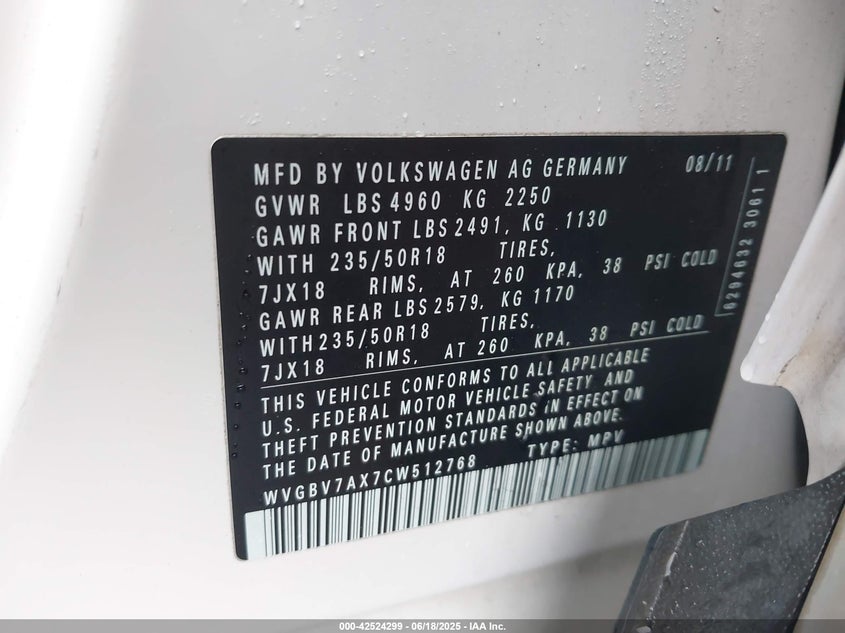 MFD BY VOLKSWAGEN AG GERMANY 08/11
GVWR LBS 4960 KG 2250
GAWR FRONT LBS 2491, KG 1130
WITH 235/50R18 TIRES,
7JX18 RIMS, AT 260 KPA, 38 PSI COLD
GAWR REAR LBS 2579, KG 1170
WITH 235/50R18 TIRES,
7JX18 RIMS, AT 260 KPA, 38 PSI COLD
THIS VEHICLE CONFORMS TO ALL APPLICABLE
U.S. FEDERAL MOTOR VEHICLE SAFETY AND
THEFT PREVENTION STANDARDS IN EFFECT ON
THE DATE OF MANUFACTURE SHOWN ABOVE.
WVGBV7AX7CW512768 TYPE: MPV
000-42524299 - 06/18/2025 - IAA Inc.